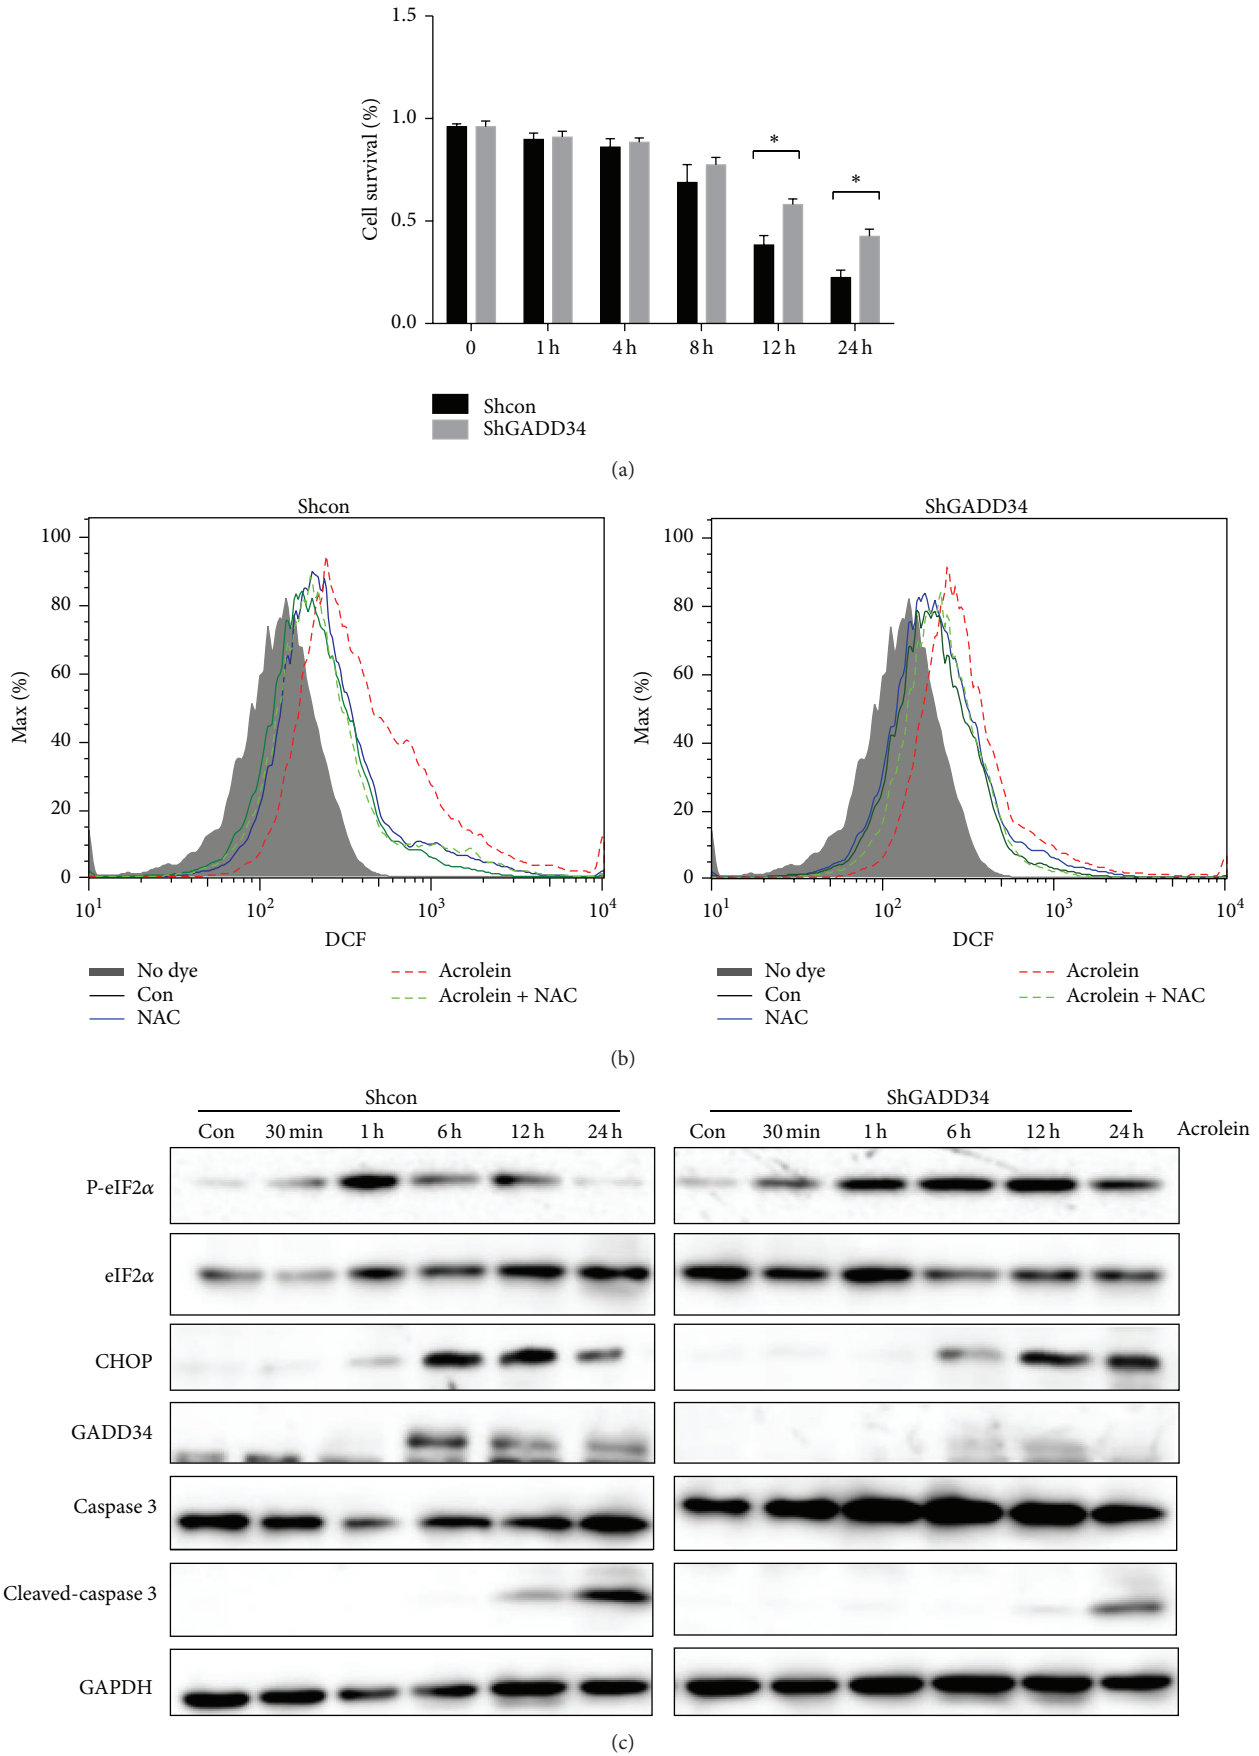 1.5
1.0
0.5
0.0
Cell survival (%)
*
*
0 1 h 4 h 8 h 12 h 24 h
Shcon
ShGADD34
(a)
Shcon
100
80
60
40
20
0
Max (%)
10¹ 10² 10³ 10⁴
DCF
No dye
Con
NAC
Acrolein
Acrolein + NAC
ShGADD34
100
80
60
40
20
0
Max (%)
10¹ 10² 10³ 10⁴
DCF
No dye
Con
NAC
Acrolein
Acrolein + NAC
(b)
Shcon ShGADD34
Con 30 min 1 h 6 h 12 h 24 h Con 30 min 1 h 6 h 12 h 24 h Acrolein
P-eIF2α
eIF2α
CHOP
GADD34
Caspase 3
Cleaved-caspase 3
GAPDH
(c)